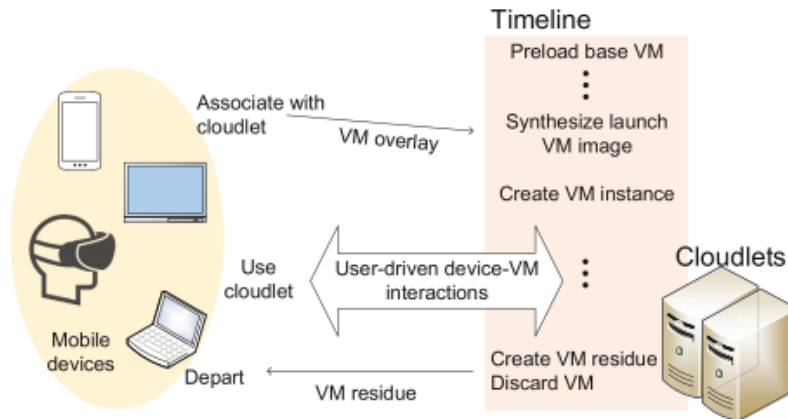 Timeline
Preload base VM
Associate with
cloudlet
VM overlay
Synthesize launch
VM image
Create VM instance
Use
cloudlet
User-driven device-VM
interactions
Cloudlets
Mobile
devices
Depart
VM residue
Create VM residue
Discard VM